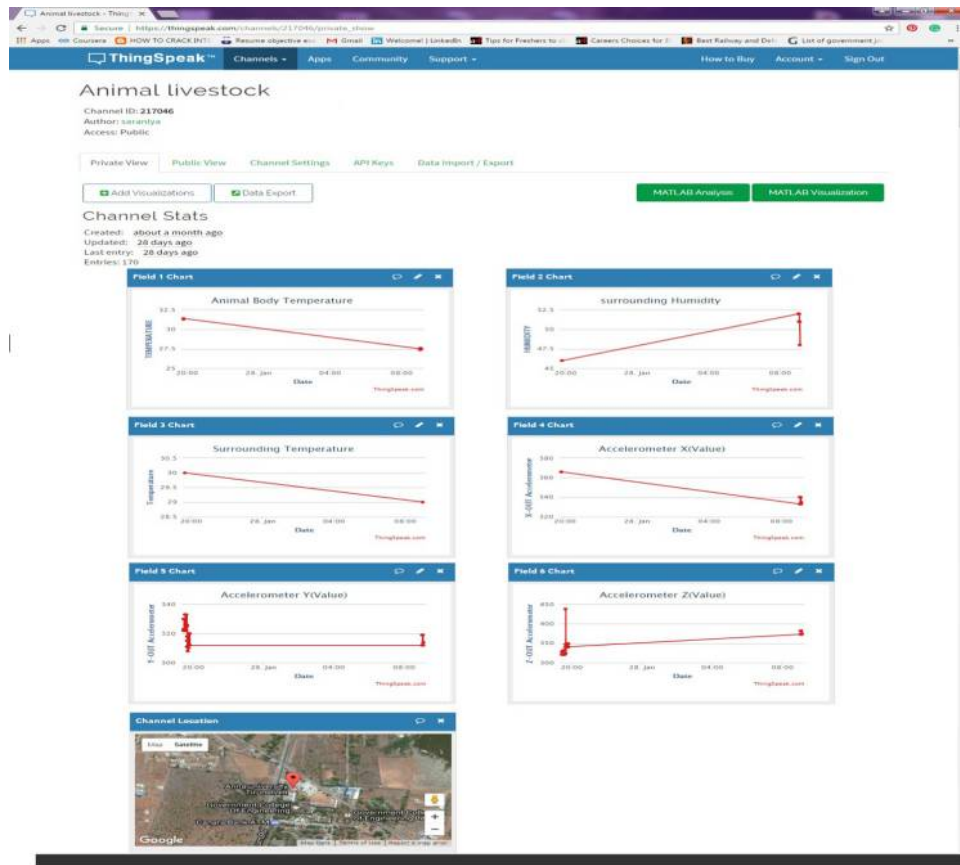 Animal livestock - Thing
Secure | https://thingspeak.com/channels/217046/private_show
Apps Coursera HOW TO CRACK INT Resume objective Gmail Welcome! | LinkedIn Tips for Freshers to Careers Choices for Best Railway and List of government
ThingSpeak™ Channels Apps Community Support How to Buy Account Sign Out
Animal livestock
Channel ID: 217046
Author: saraniya
Access: Public
Private View Public View Channel Settings API Keys Data Import / Export
Add Visualizations Data Export MATLAB Analysis MATLAB Visualization
Channel Stats
Created: about a month ago
Updated: 28 days ago
Last entry: 28 days ago
Entries: 170
Field 1 Chart
Animal Body Temperature
TEMPERATURE
32.5
30
27.5
25
20:00 28. Jan 04:00 08:00
Date
ThingSpeak.com
Field 2 Chart
surrounding Humidity
HUMIDITY
52.5
50
47.5
45
20:00 28. Jan 04:00 08:00
Date
ThingSpeak.com
Field 3 Chart
Surrounding Temperature
Temperature
30.5
30
29.5
29
28.5
20:00 28. Jan 04:00 08:00
Date
ThingSpeak.com
Field 4 Chart
Accelerometer X(Value)
X-OUT Accelerometer
380
360
340
320
20:00 28. Jan 04:00 08:00
Date
ThingSpeak.com
Field 5 Chart
Accelerometer Y(Value)
Y-OUT Accelerometer
340
320
300
20:00 28. Jan 04:00 08:00
Date
ThingSpeak.com
Field 6 Chart
Accelerometer Z(Value)
Z-OUT Accelerometer
450
400
350
300
20:00 28. Jan 04:00 08:00
Date
ThingSpeak.com
Channel Location
Map Satellite
Government College
Of Engineering
Canara Bank ATM
Government
Google
Map data Terms of Use Report a map error